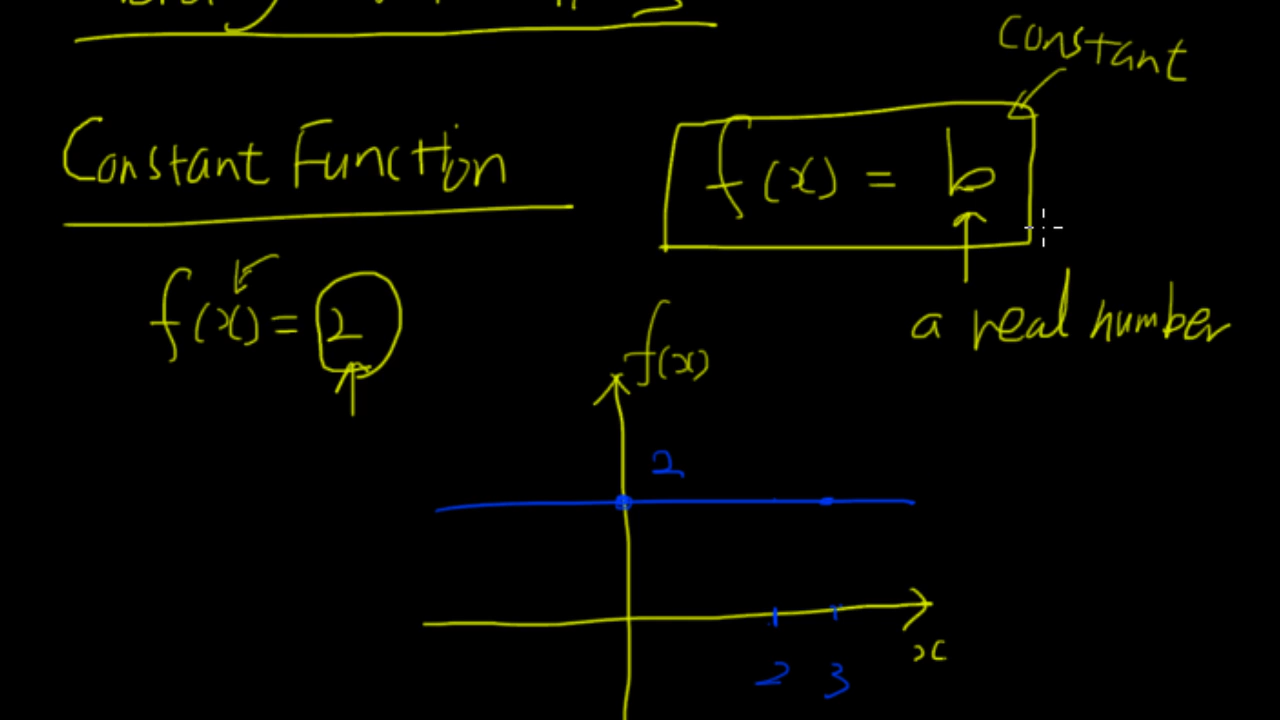 constant
Constant Function
f(x) = b
f(x) = 2
a real number
f(x)
2
x
2 3